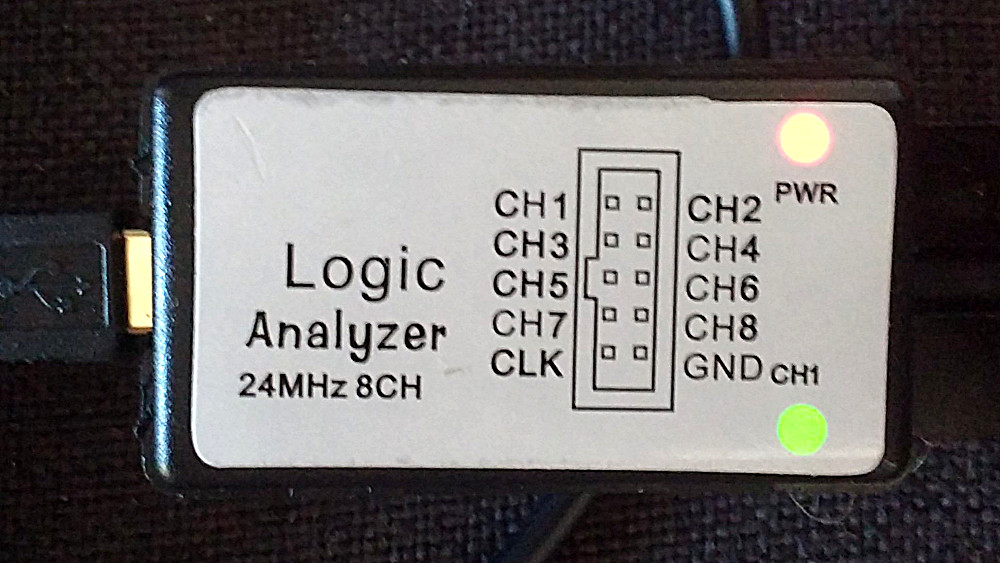 Logic
Analyzer
24MHz 8CH
CH1 CH2
CH3 CH4
CH5 CH6
CH7 CH8
CLK GND
PWR
CH1